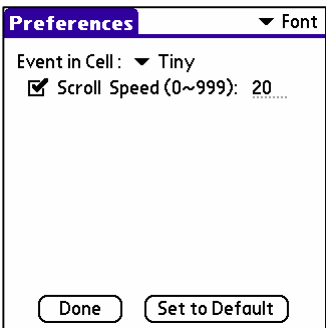 Preferences Font
Event in Cell: Tiny
Scroll Speed (0~999): 20
Done Set to Default